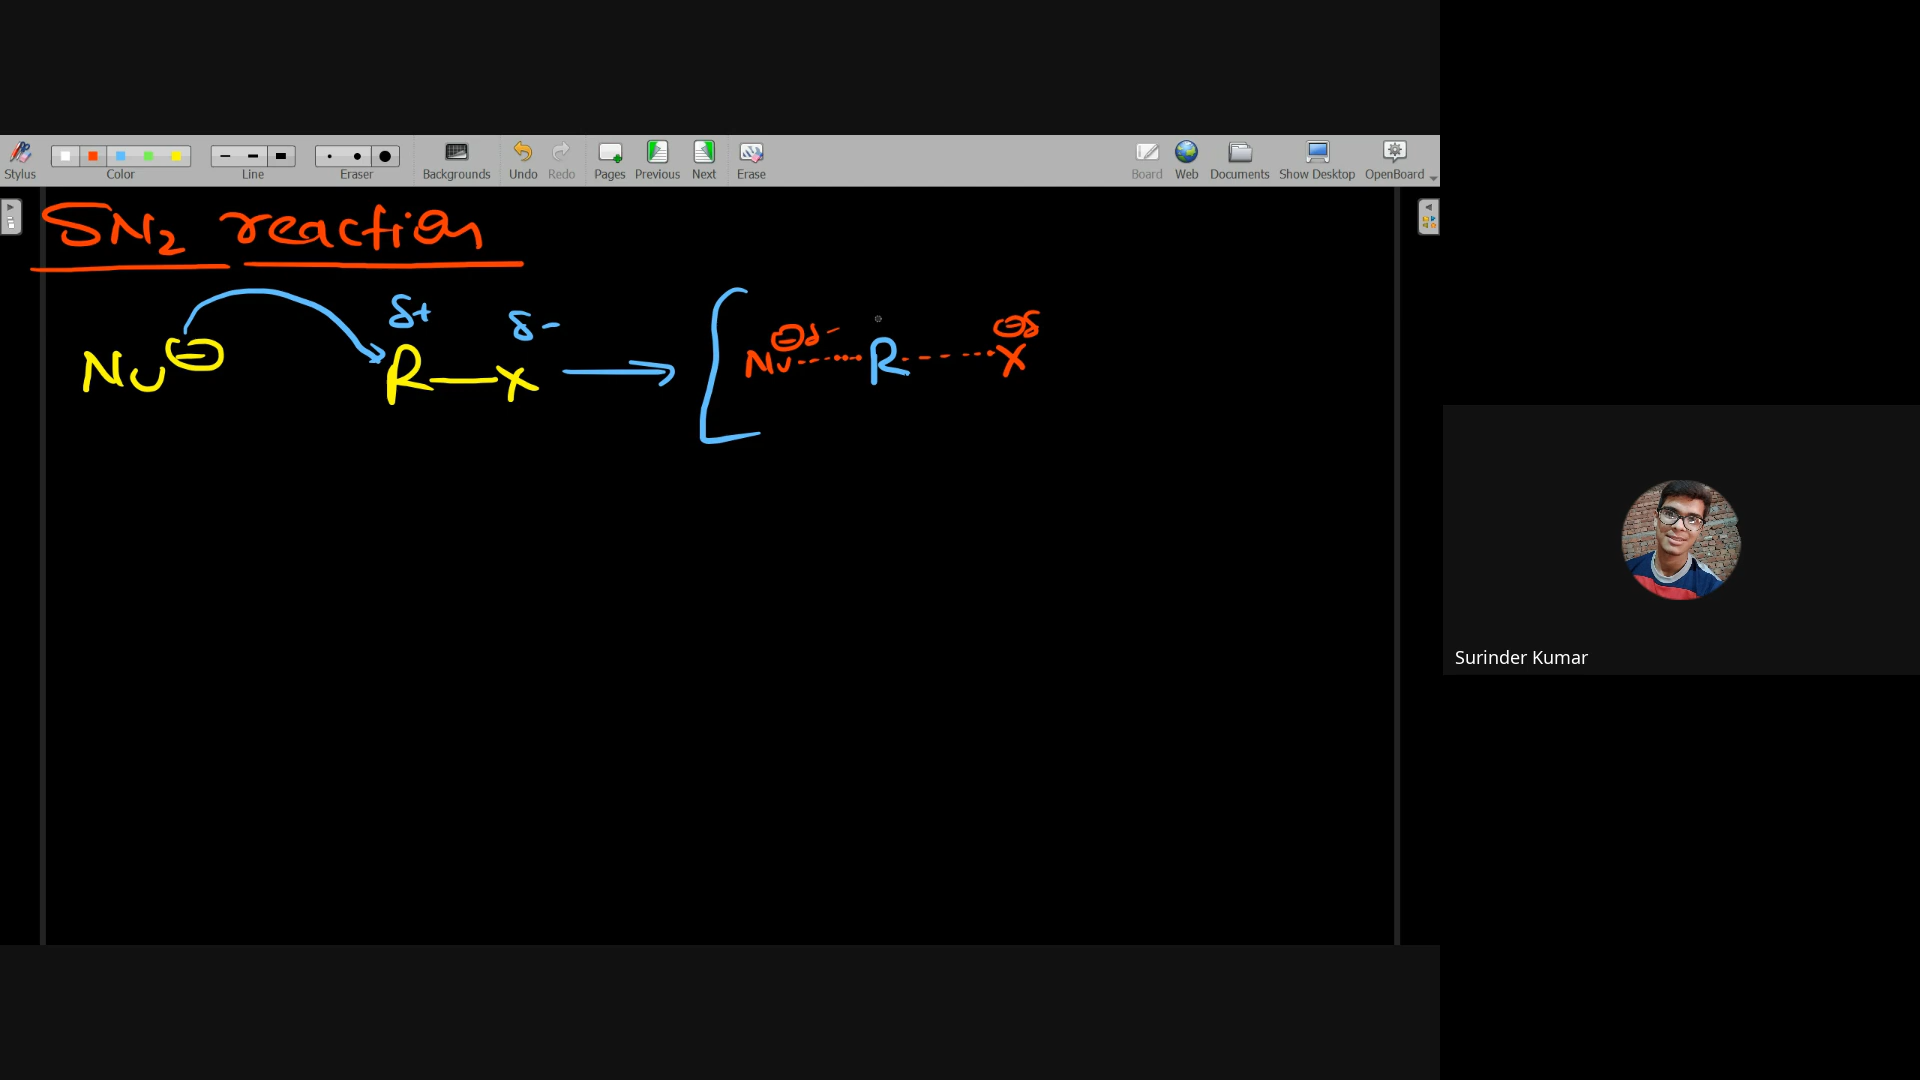 Stylus Color Line Eraser Backgrounds Undo Redo Pages Previous Next Erase Board Web Documents Show Desktop OpenBoard
SN2 reaction
δ+ δ- ⊖δ- ⊖δ
Nu⊖ R—X → [Nu-----R-----X
Surinder Kumar